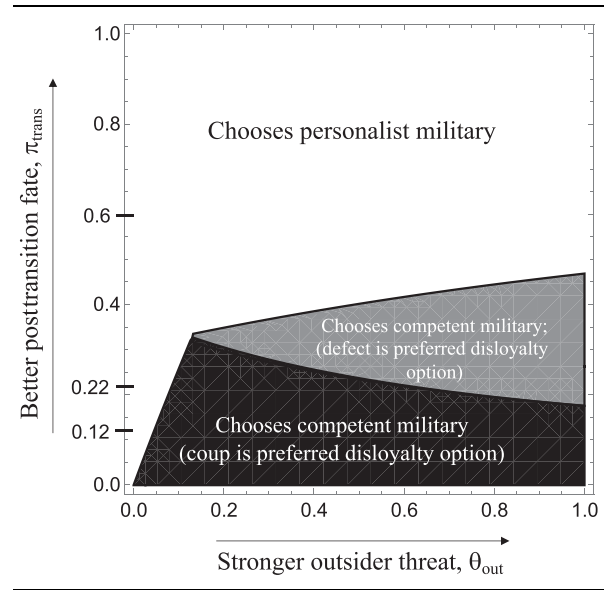 1.0
0.8
0.6
0.4
0.22
0.12
0.0
Better posttransition fate, π_trans
Chooses personalist military
Chooses competent military;
(defect is preferred disloyalty
option)
Chooses competent military
(coup is preferred disloyalty option)
0.0 0.2 0.4 0.6 0.8 1.0
Stronger outsider threat, θ_out